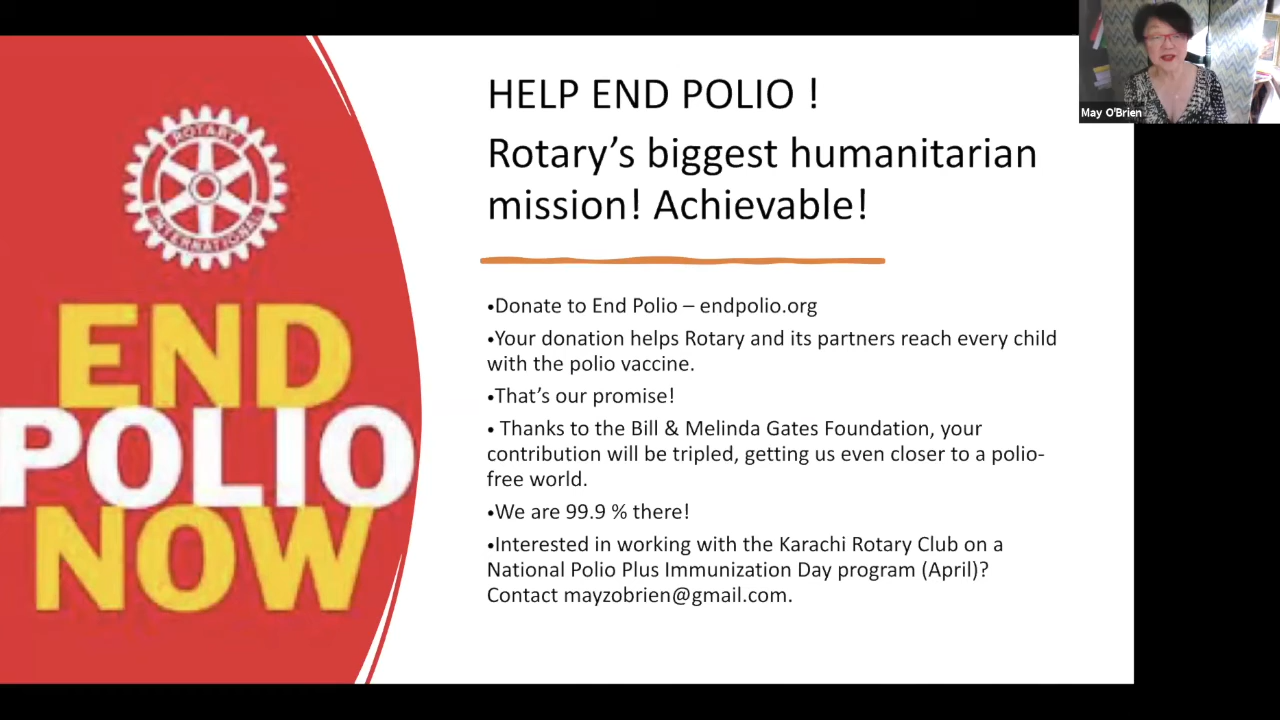 ROTARY
INTERNATIONAL
END
POLIO
NOW
HELP END POLIO !
Rotary’s biggest humanitarian
mission! Achievable!
•Donate to End Polio – endpolio.org
•Your donation helps Rotary and its partners reach every child
with the polio vaccine.
•That’s our promise!
• Thanks to the Bill & Melinda Gates Foundation, your
contribution will be tripled, getting us even closer to a polio-
free world.
•We are 99.9 % there!
•Interested in working with the Karachi Rotary Club on a
National Polio Plus Immunization Day program (April)?
Contact mayzobrien@gmail.com.
May O'Brien